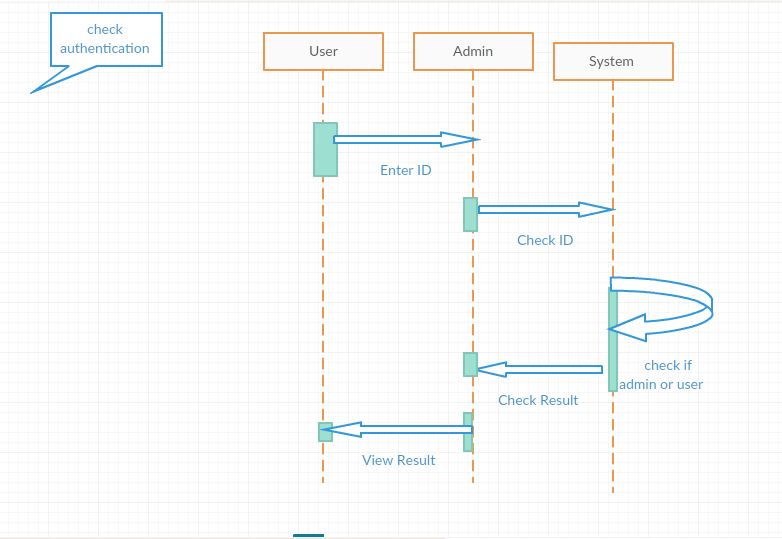 check
authentication
User
Admin
System
Enter ID
Check ID
check if
admin or user
Check Result
View Result